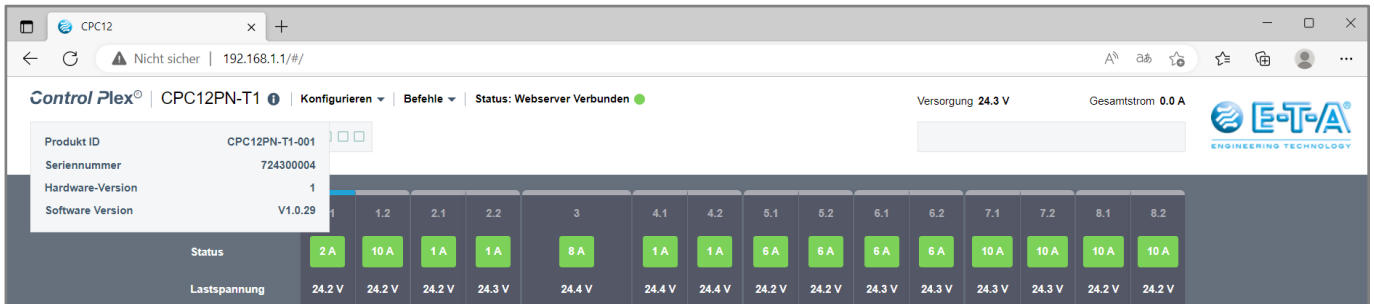 CPC12
Nicht sicher | 192.168.1.1/#/
Control Plex® | CPC12PN-T1 | Konfigurieren | Befehle | Status: Webserver Verbunden
Versorgung 24.3 V Gesamtstrom 0.0 A
E-T-A®
ENGINEERING TECHNOLOGY
Produkt ID CPC12PN-T1-001
Seriennummer 724300004
Hardware-Version 1
Software Version V1.0.29
1 1.2 2.1 2.2 3 4.1 4.2 5.1 5.2 6.1 6.2 7.1 7.2 8.1 8.2
Status 2 A 10 A 1 A 1 A 8 A 1 A 1 A 6 A 6 A 6 A 6 A 10 A 10 A 10 A 10 A
Lastspannung 24.2 V 24.2 V 24.2 V 24.3 V 24.4 V 24.4 V 24.4 V 24.2 V 24.2 V 24.3 V 24.3 V 24.3 V 24.3 V 24.2 V 24.2 V